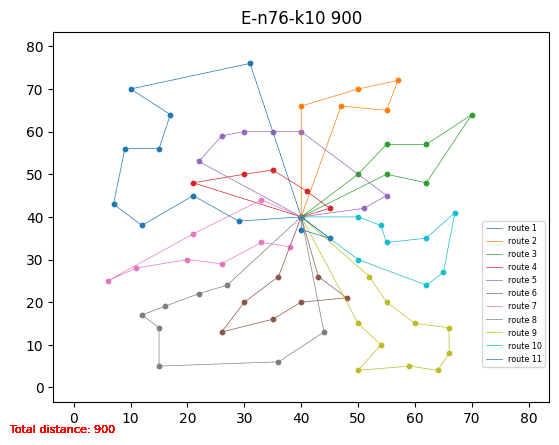 E-n76-k10 900
80
70
60
50
40
30
20
10
0
0 10 20 30 40 50 60 70 80
route 1
route 2
route 3
route 4
route 5
route 6
route 7
route 8
route 9
route 10
route 11
Total distance: 900